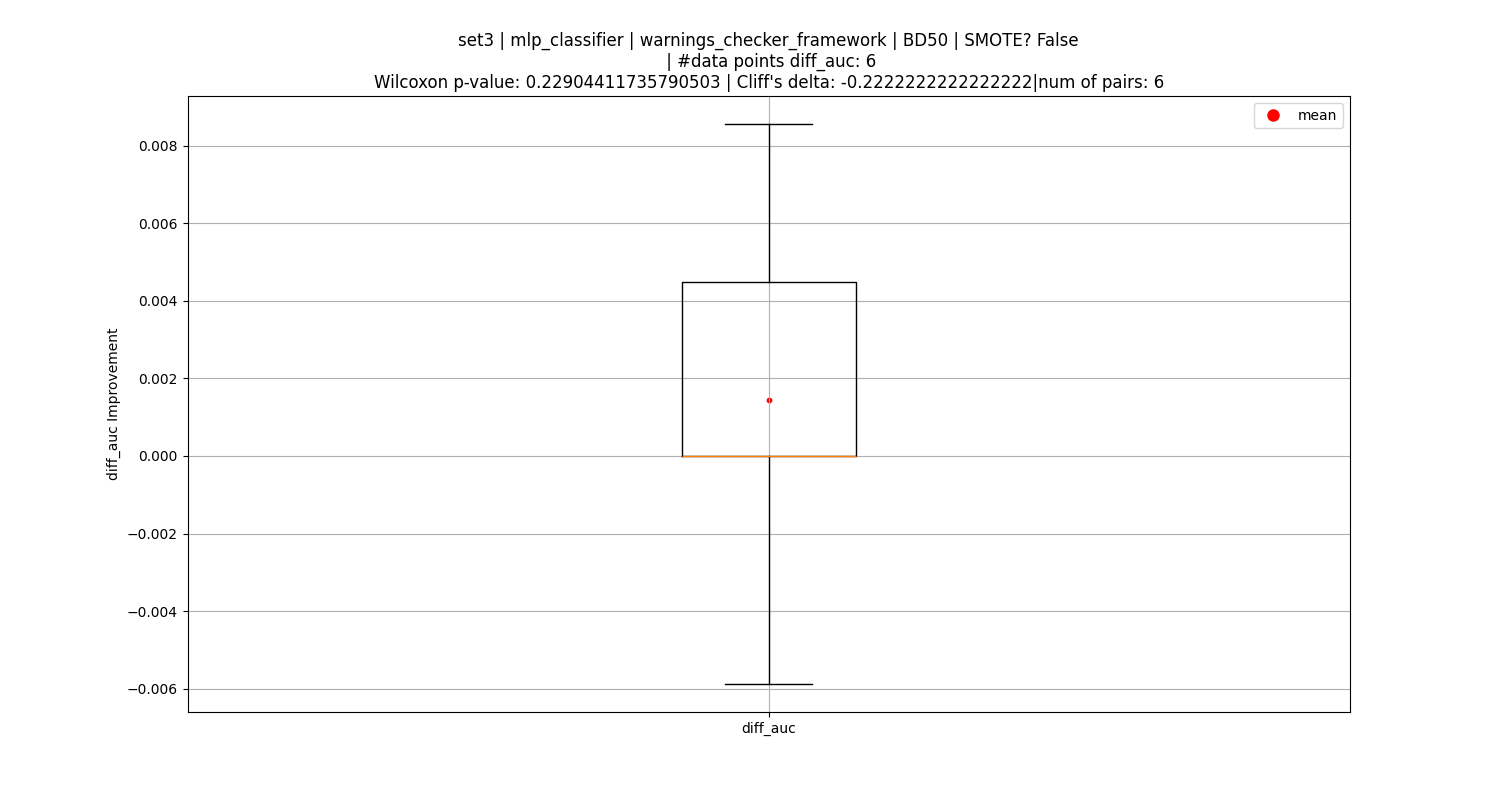 set3 | mlp_classifier | warnings_checker_framework | BD50 | SMOTE? False
| #data points diff_auc: 6
Wilcoxon p-value: 0.22904411735790503 | Cliff's delta: -0.2222222222222222|num of pairs: 6
mean
0.008
0.006
0.004
0.002
0.000
−0.002
−0.004
−0.006
diff_auc Improvement
diff_auc